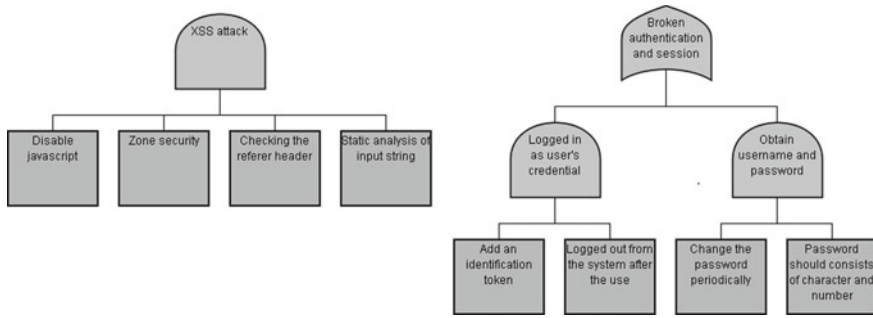 XSS attack
Disable
javascript
Zone security
Checking the
referer header
Static analysis of
input string
Broken
authentication
and session
Logged in
as user's
credential
Obtain
username and
password
Add an
identification
token
Logged out from
the system after
the use
Change the
password
periodically
Password
should consists
of character and
number